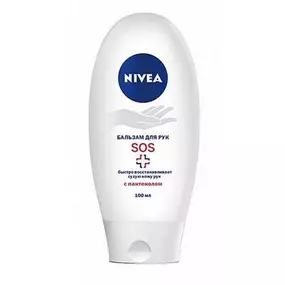 NIVEA
БАЛЬЗАМ ДЛЯ РУК
SOS
быстро восстанавливает
сухую кожу рук
с пантенолом
100 мл